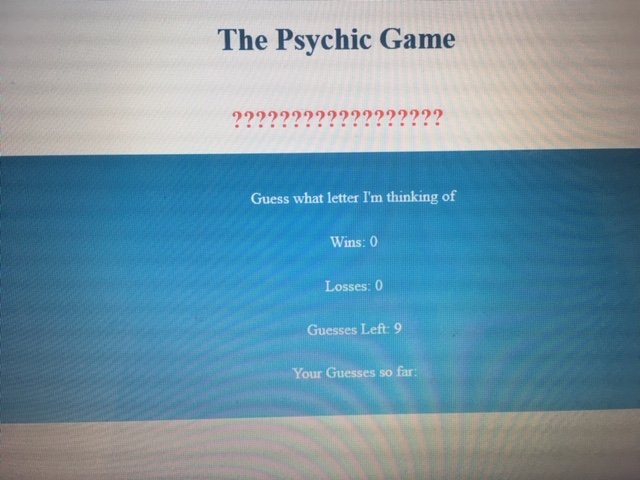 The Psychic Game
??????????????????
Guess what letter I'm thinking of
Wins: 0
Losses: 0
Guesses Left: 9
Your Guesses so far: